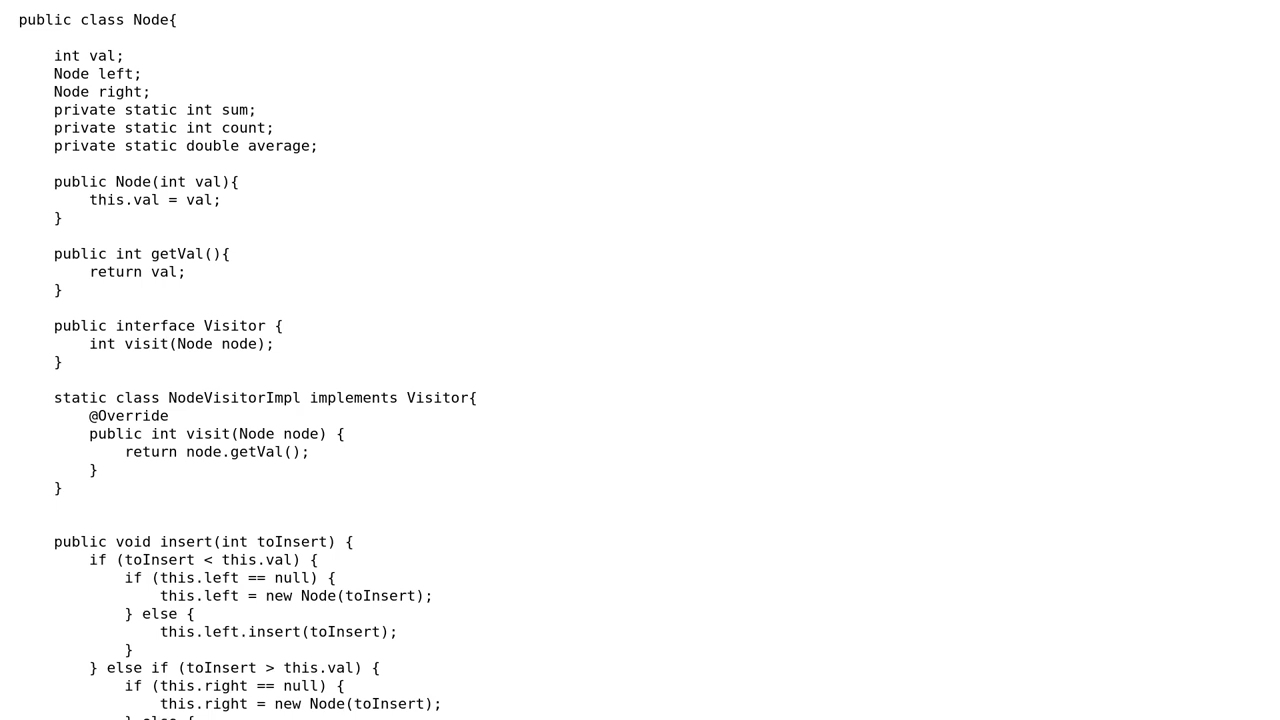 public class Node{
    int val;
    Node left;
    Node right;
    private static int sum;
    private static int count;
    private static double average;
    public Node(int val){
        this.val = val;
    }
    public int getVal(){
        return val;
    }
    public interface Visitor {
        int visit(Node node);
    }
    static class NodeVisitorImpl implements Visitor{
        @Override
        public int visit(Node node) {
            return node.getVal();
        }
    }
    public void insert(int toInsert) {
        if (toInsert < this.val) {
            if (this.left == null) {
                this.left = new Node(toInsert);
            } else {
                this.left.insert(toInsert);
            }
        } else if (toInsert > this.val) {
            if (this.right == null) {
                this.right = new Node(toInsert);
            } else {